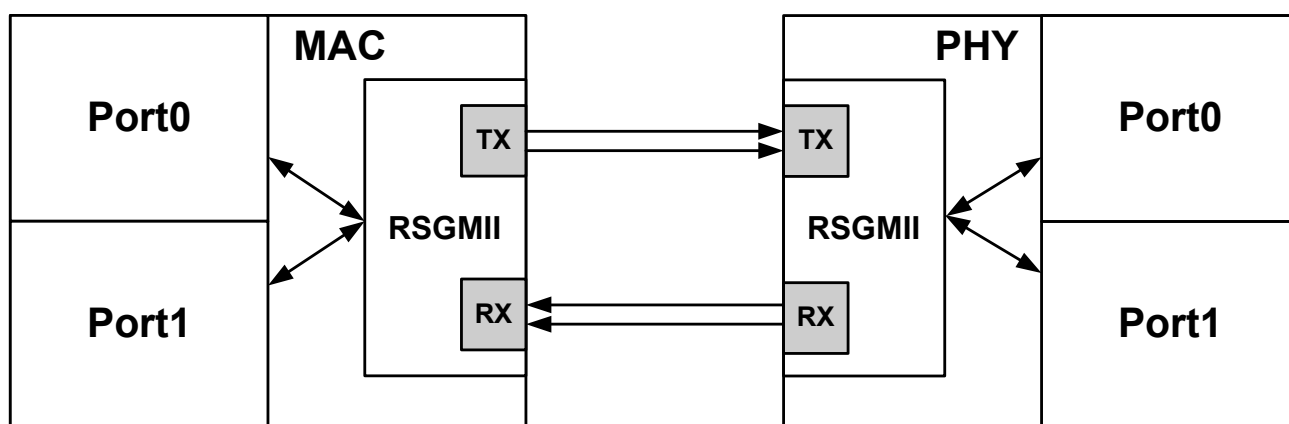 MAC
PHY
Port0
TX
TX
Port0
RSGMII
RSGMII
Port1
RX
RX
Port1